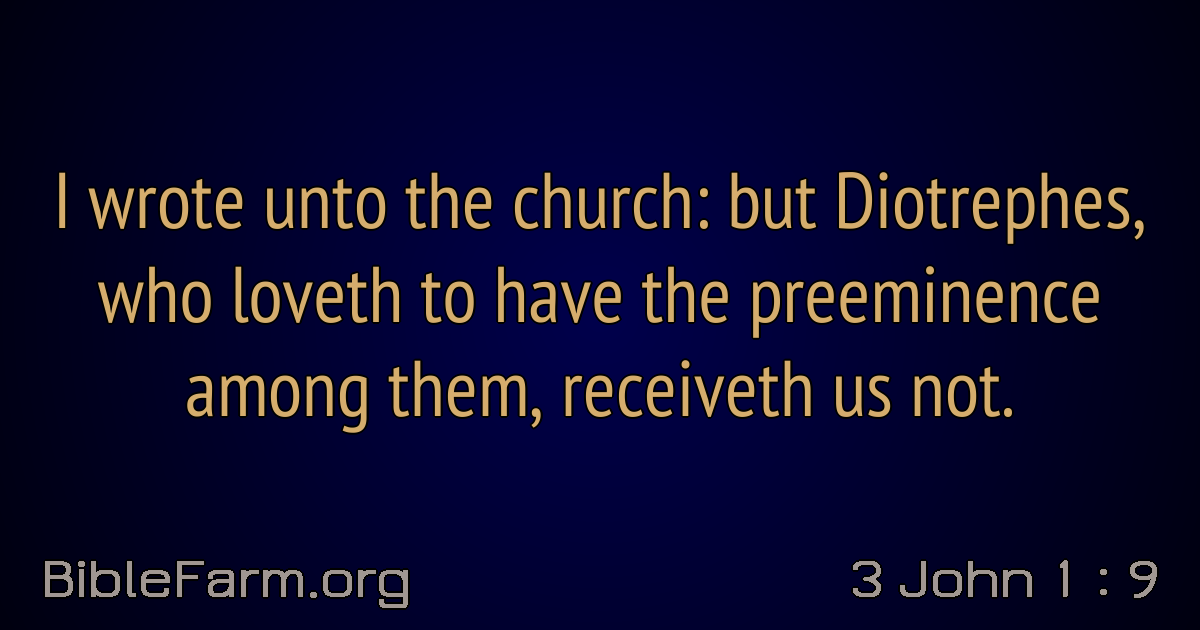 I wrote unto the church: but Diotrephes,
who loveth to have the preeminence
among them, receiveth us not.
BibleFarm.org
3 John 1 : 9